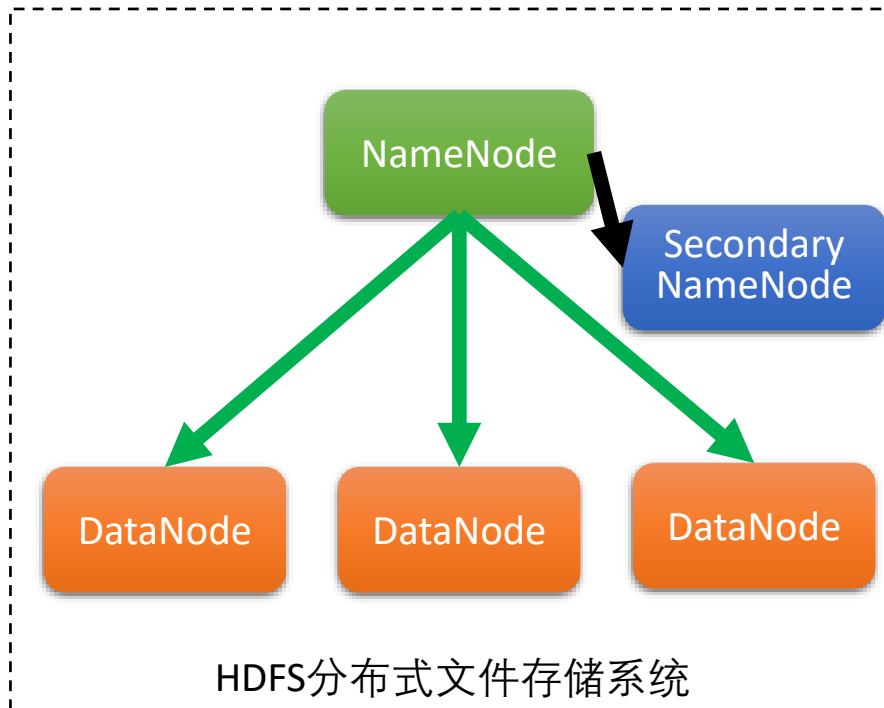 NameNode
Secondary
NameNode
DataNode
DataNode
DataNode
HDFS分布式文件存储系统